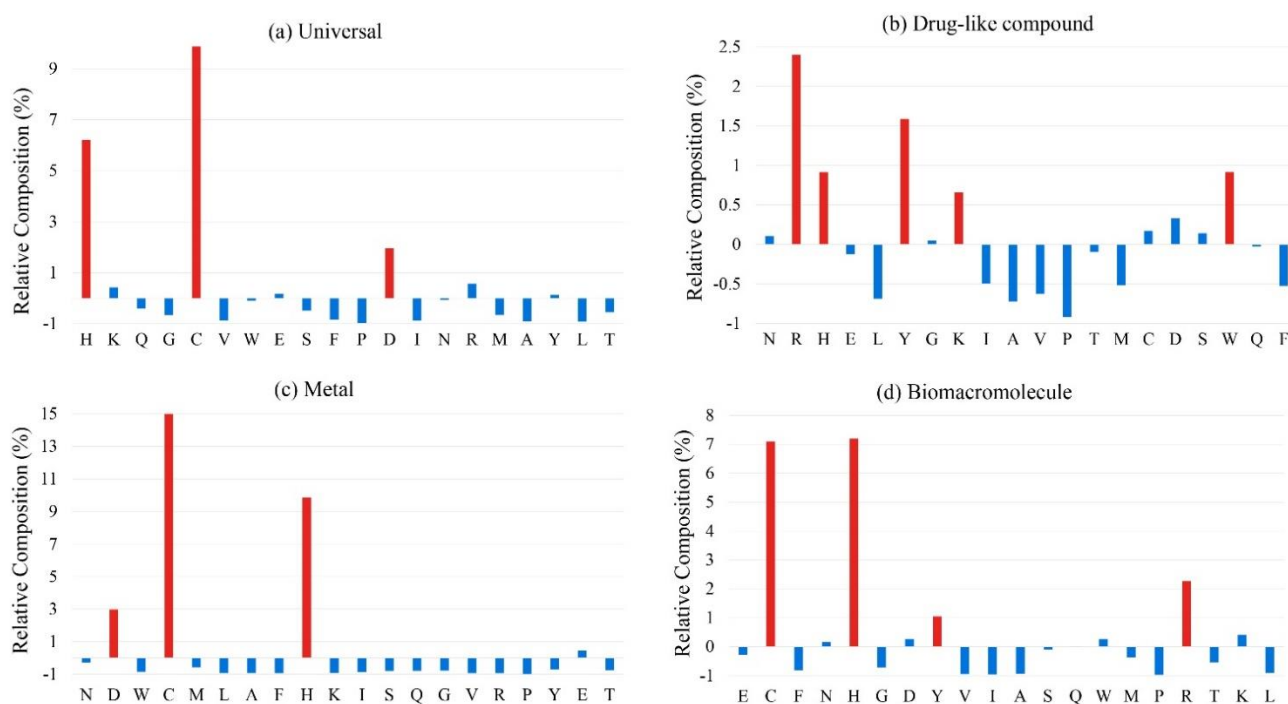 (a) Universal
Relative Composition (%)
9
7
5
3
1
-1
H K Q G C V W E S F P D I N R M A Y L T
(b) Drug-like compound
Relative Composition (%)
2.5
2
1.5
1
0.5
0
-0.5
-1
N R H E L Y G K I A V P T M C D S W Q F
(c) Metal
Relative Composition (%)
15
13
11
9
7
5
3
1
-1
N D W C M L A F H K I S Q G V R P Y E T
(d) Biomacromolecule
Relative Composition (%)
8
7
6
5
4
3
2
1
0
-1
E C F N H G D Y V I A S Q W M P R T K L